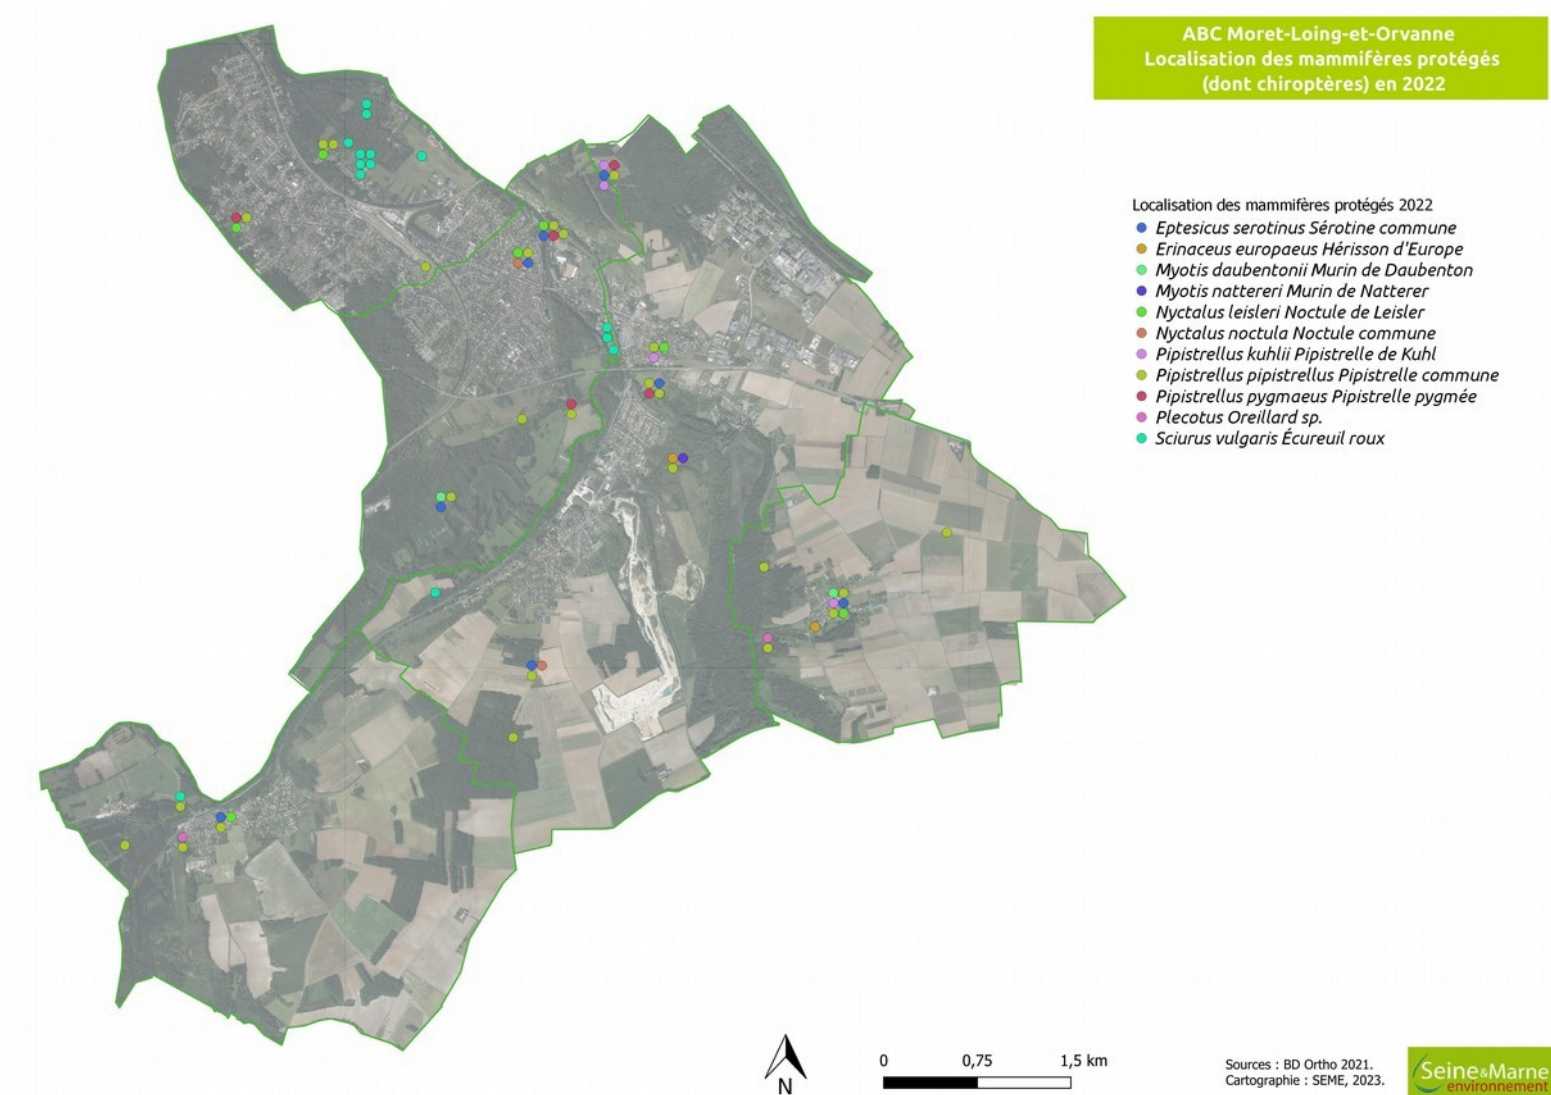 ABC Moret-Loing-et-Orvanne
Localisation des mammifères protégés
(dont chiroptères) en 2022
Localisation des mammifères protégés 2022
Eptesicus serotinus Sérotine commune
Erinaceus europaeus Hérisson d'Europe
Myotis daubentonii Murin de Daubenton
Myotis nattereri Murin de Natterer
Nyctalus leisleri Noctule de Leisler
Nyctalus noctula Noctule commune
Pipistrellus kuhlii Pipistrelle de Kuhl
Pipistrellus pipistrellus Pipistrelle commune
Pipistrellus pygmaeus Pipistrelle pygmée
Plecotus Oreillard sp.
Sciurus vulgaris Écureuil roux
N
0 0,75 1,5 km
Sources : BD Ortho 2021.
Cartographie : SEME, 2023.
Seine&Marne
environnement